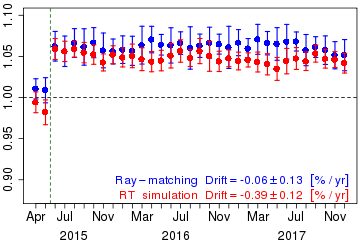 1.10
1.05
1.00
0.95
0.90
Ray−matching Drift=-0.06±0.13 [%/yr]
RT simulation Drift=-0.39±0.12 [%/yr]
Apr Jul Nov Mar Jul Nov Mar Jul Nov
2015 2016 2017